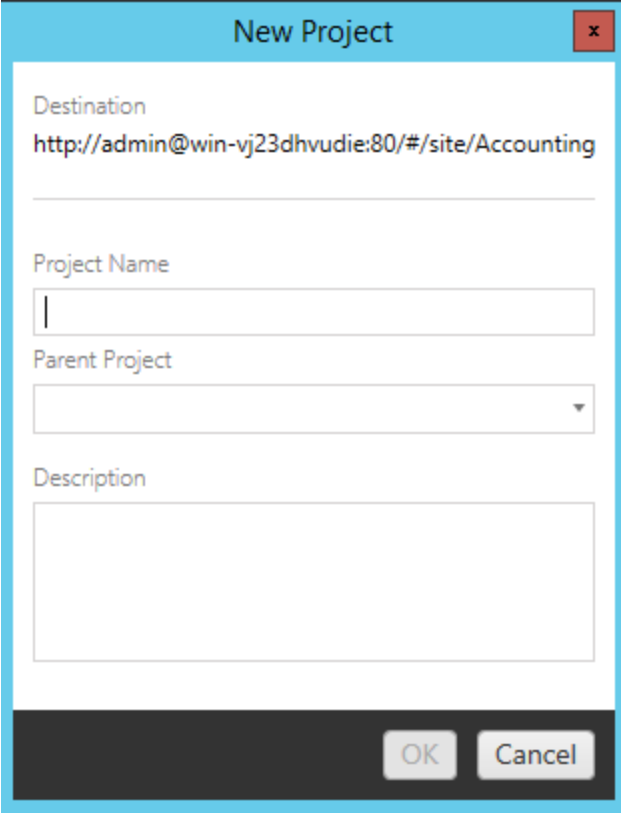 New Project
x
Destination
http://admin@win-vj23dhvudie:80/#/site/Accounting
Project Name
Parent Project
Description
OK
Cancel